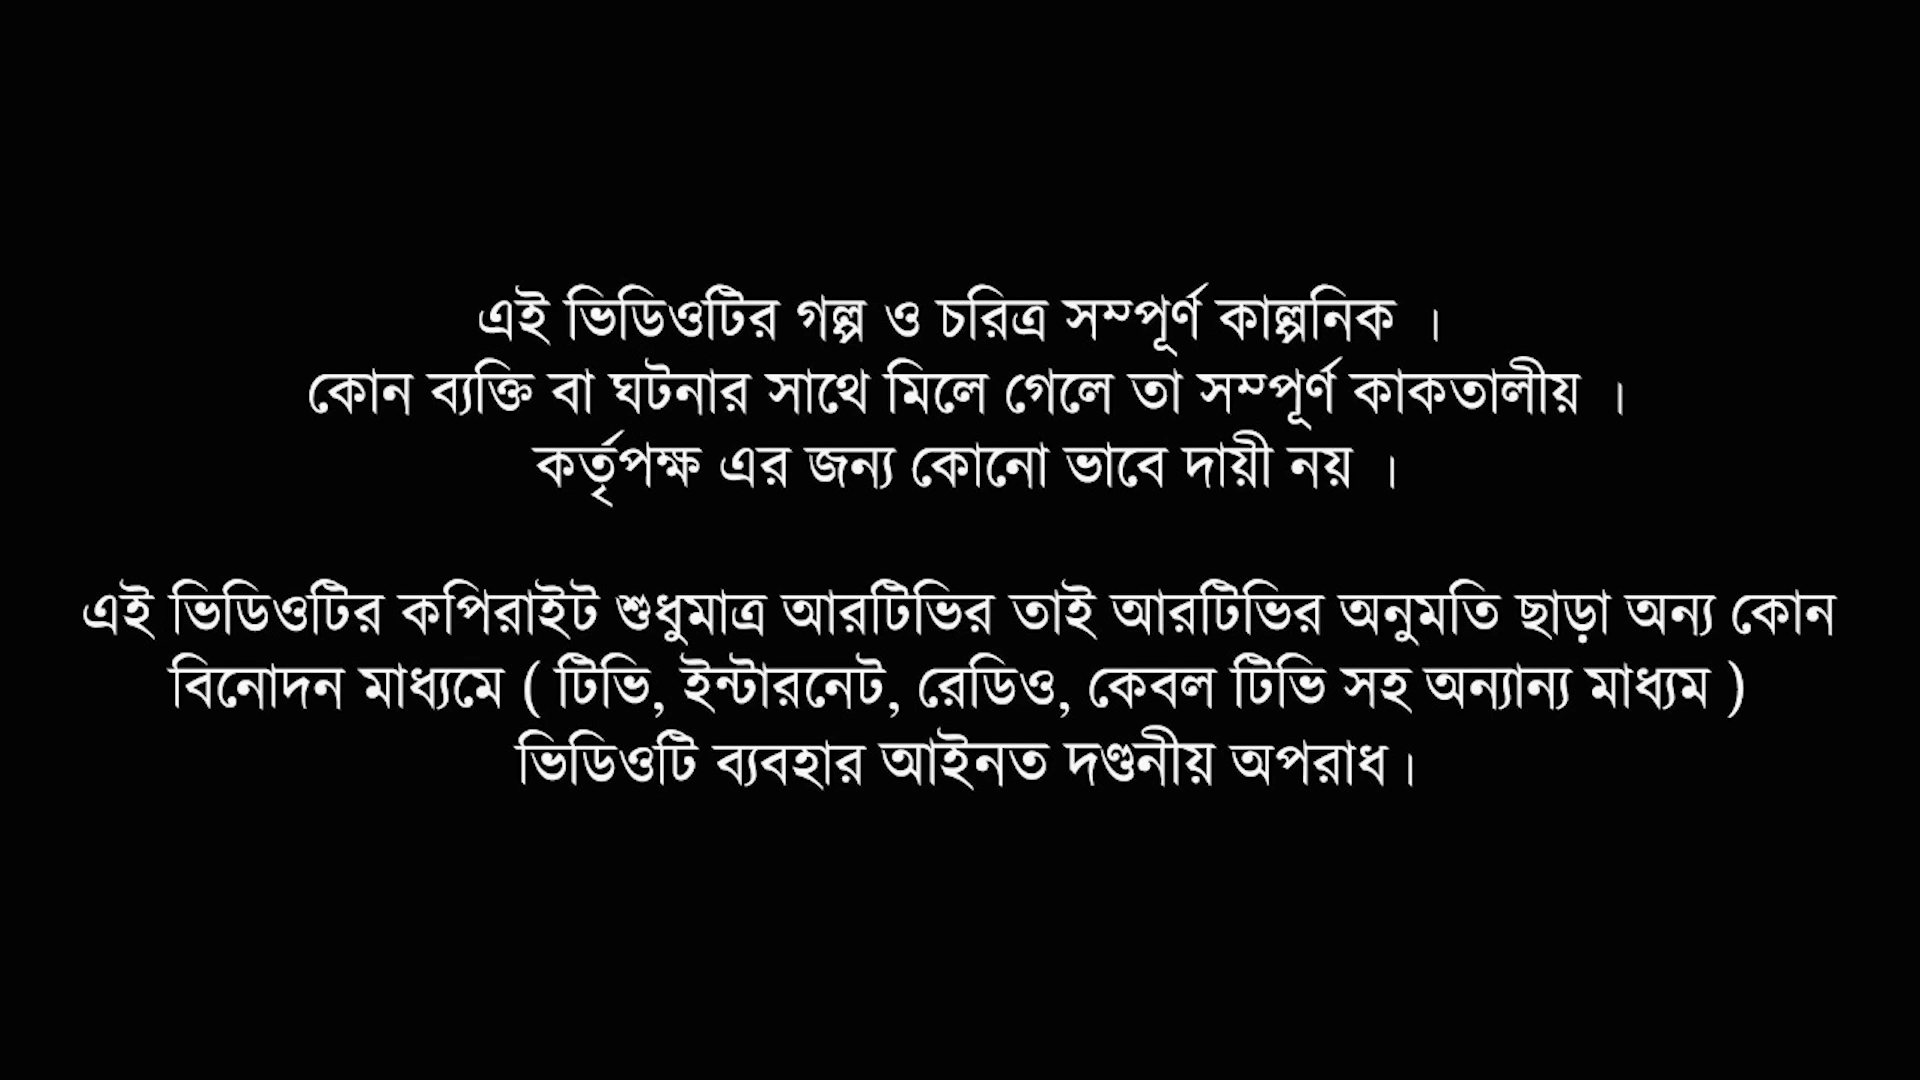 এই ভিডিওটির গল্প ও চরিত্র সম্পূর্ণ কাল্পনিক ।
কোন ব্যক্তি বা ঘটনার সাথে মিলে গেলে তা সম্পূর্ণ কাকতালীয় ।
কর্তৃপক্ষ এর জন্য কোনো ভাবে দায়ী নয় ।
এই ভিডিওটির কপিরাইট শুধুমাত্র আরটিভির তাই আরটিভির অনুমতি ছাড়া অন্য কোন
বিনোদন মাধ্যমে ( টিভি, ইন্টারনেট, রেডিও, কেবল টিভি সহ অন্যান্য মাধ্যম )
ভিডিওটি ব্যবহার আইনত দণ্ডনীয় অপরাধ।